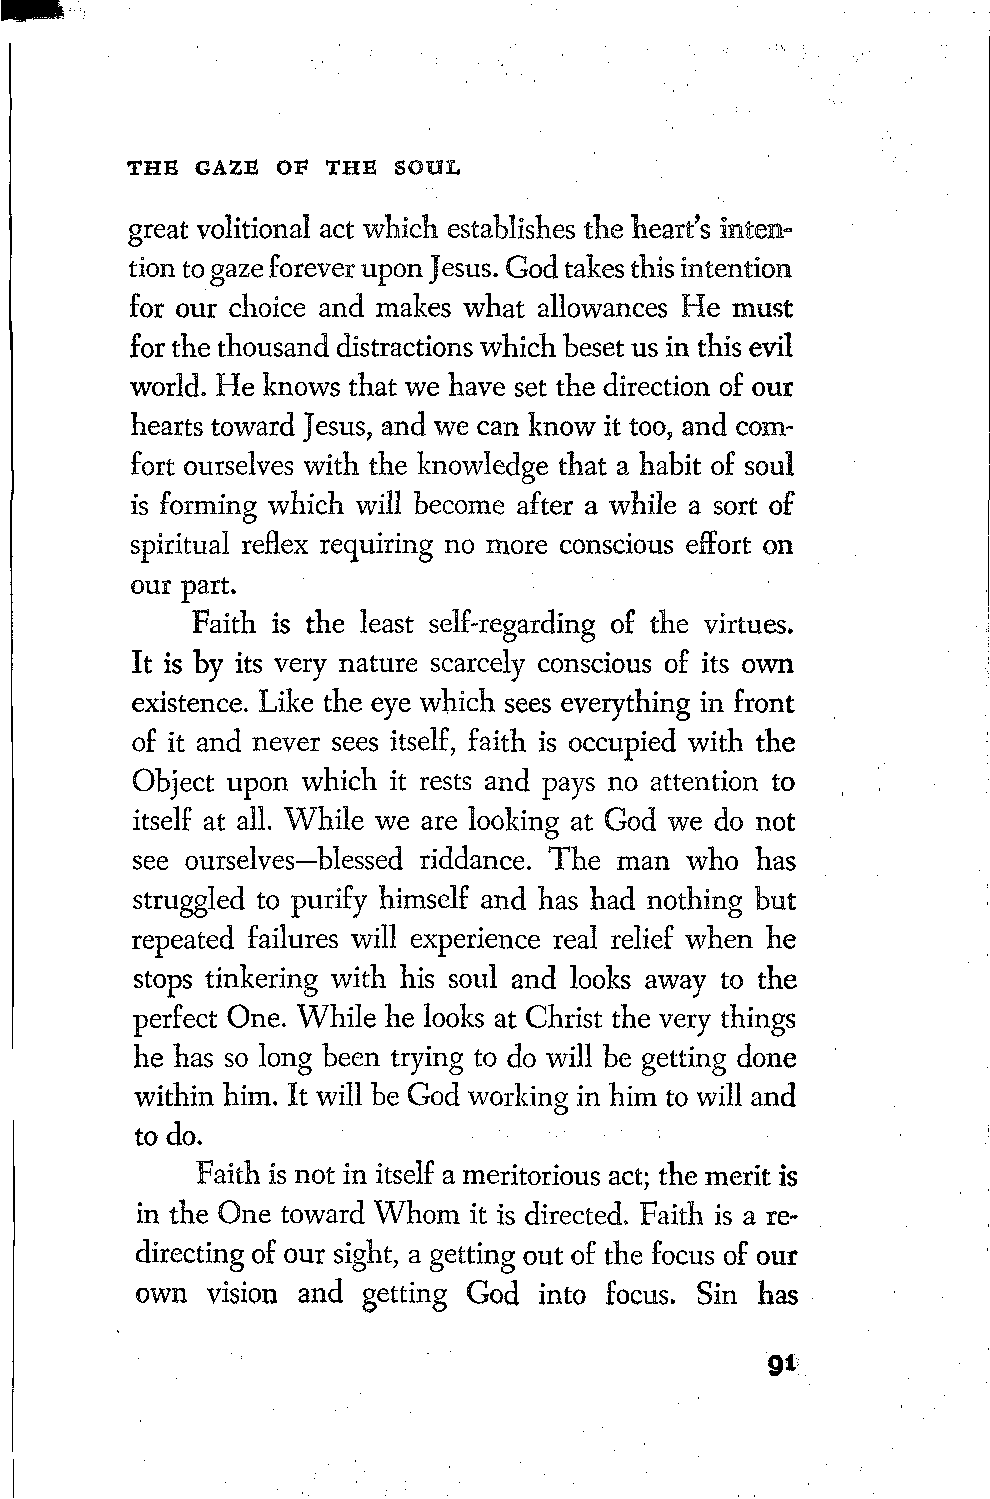 THE GAZE OF THE SOUL
great volitional act which establishes the heart's inten-
tion to gaze forever upon Jesus. God takes this intention
for our choice and makes what allowances He must
for the thousand distractions which beset us in this evil
world. He knows that we have set the direction of our
hearts toward Jesus, and we can know it too, and com-
fort ourselves with the knowledge that a habit of soul
is forming which will become after a while a sort of
spiritual reflex requiring no more conscious effort on
our part.
Faith is the least self-regarding of the virtues.
It is by its very nature scarcely conscious of its own
existence. Like the eye which sees everything in front
of it and never sees itself, faith is occupied with the
Object upon which it rests and pays no attention to
itself at all. While we are looking at God we do not
see ourselves—blessed riddance. The man who has
struggled to purify himself and has had nothing but
repeated failures will experience real relief when he
stops tinkering with his soul and looks away to the
perfect One. While he looks at Christ the very things
he has so long been trying to do will be getting done
within him. It will be God working in him to will and
to do.
Faith is not in itself a meritorious act; the merit is
in the One toward Whom it is directed. Faith is a re-
directing of our sight, a getting out of the focus of our
own vision and getting God into focus. Sin has
91